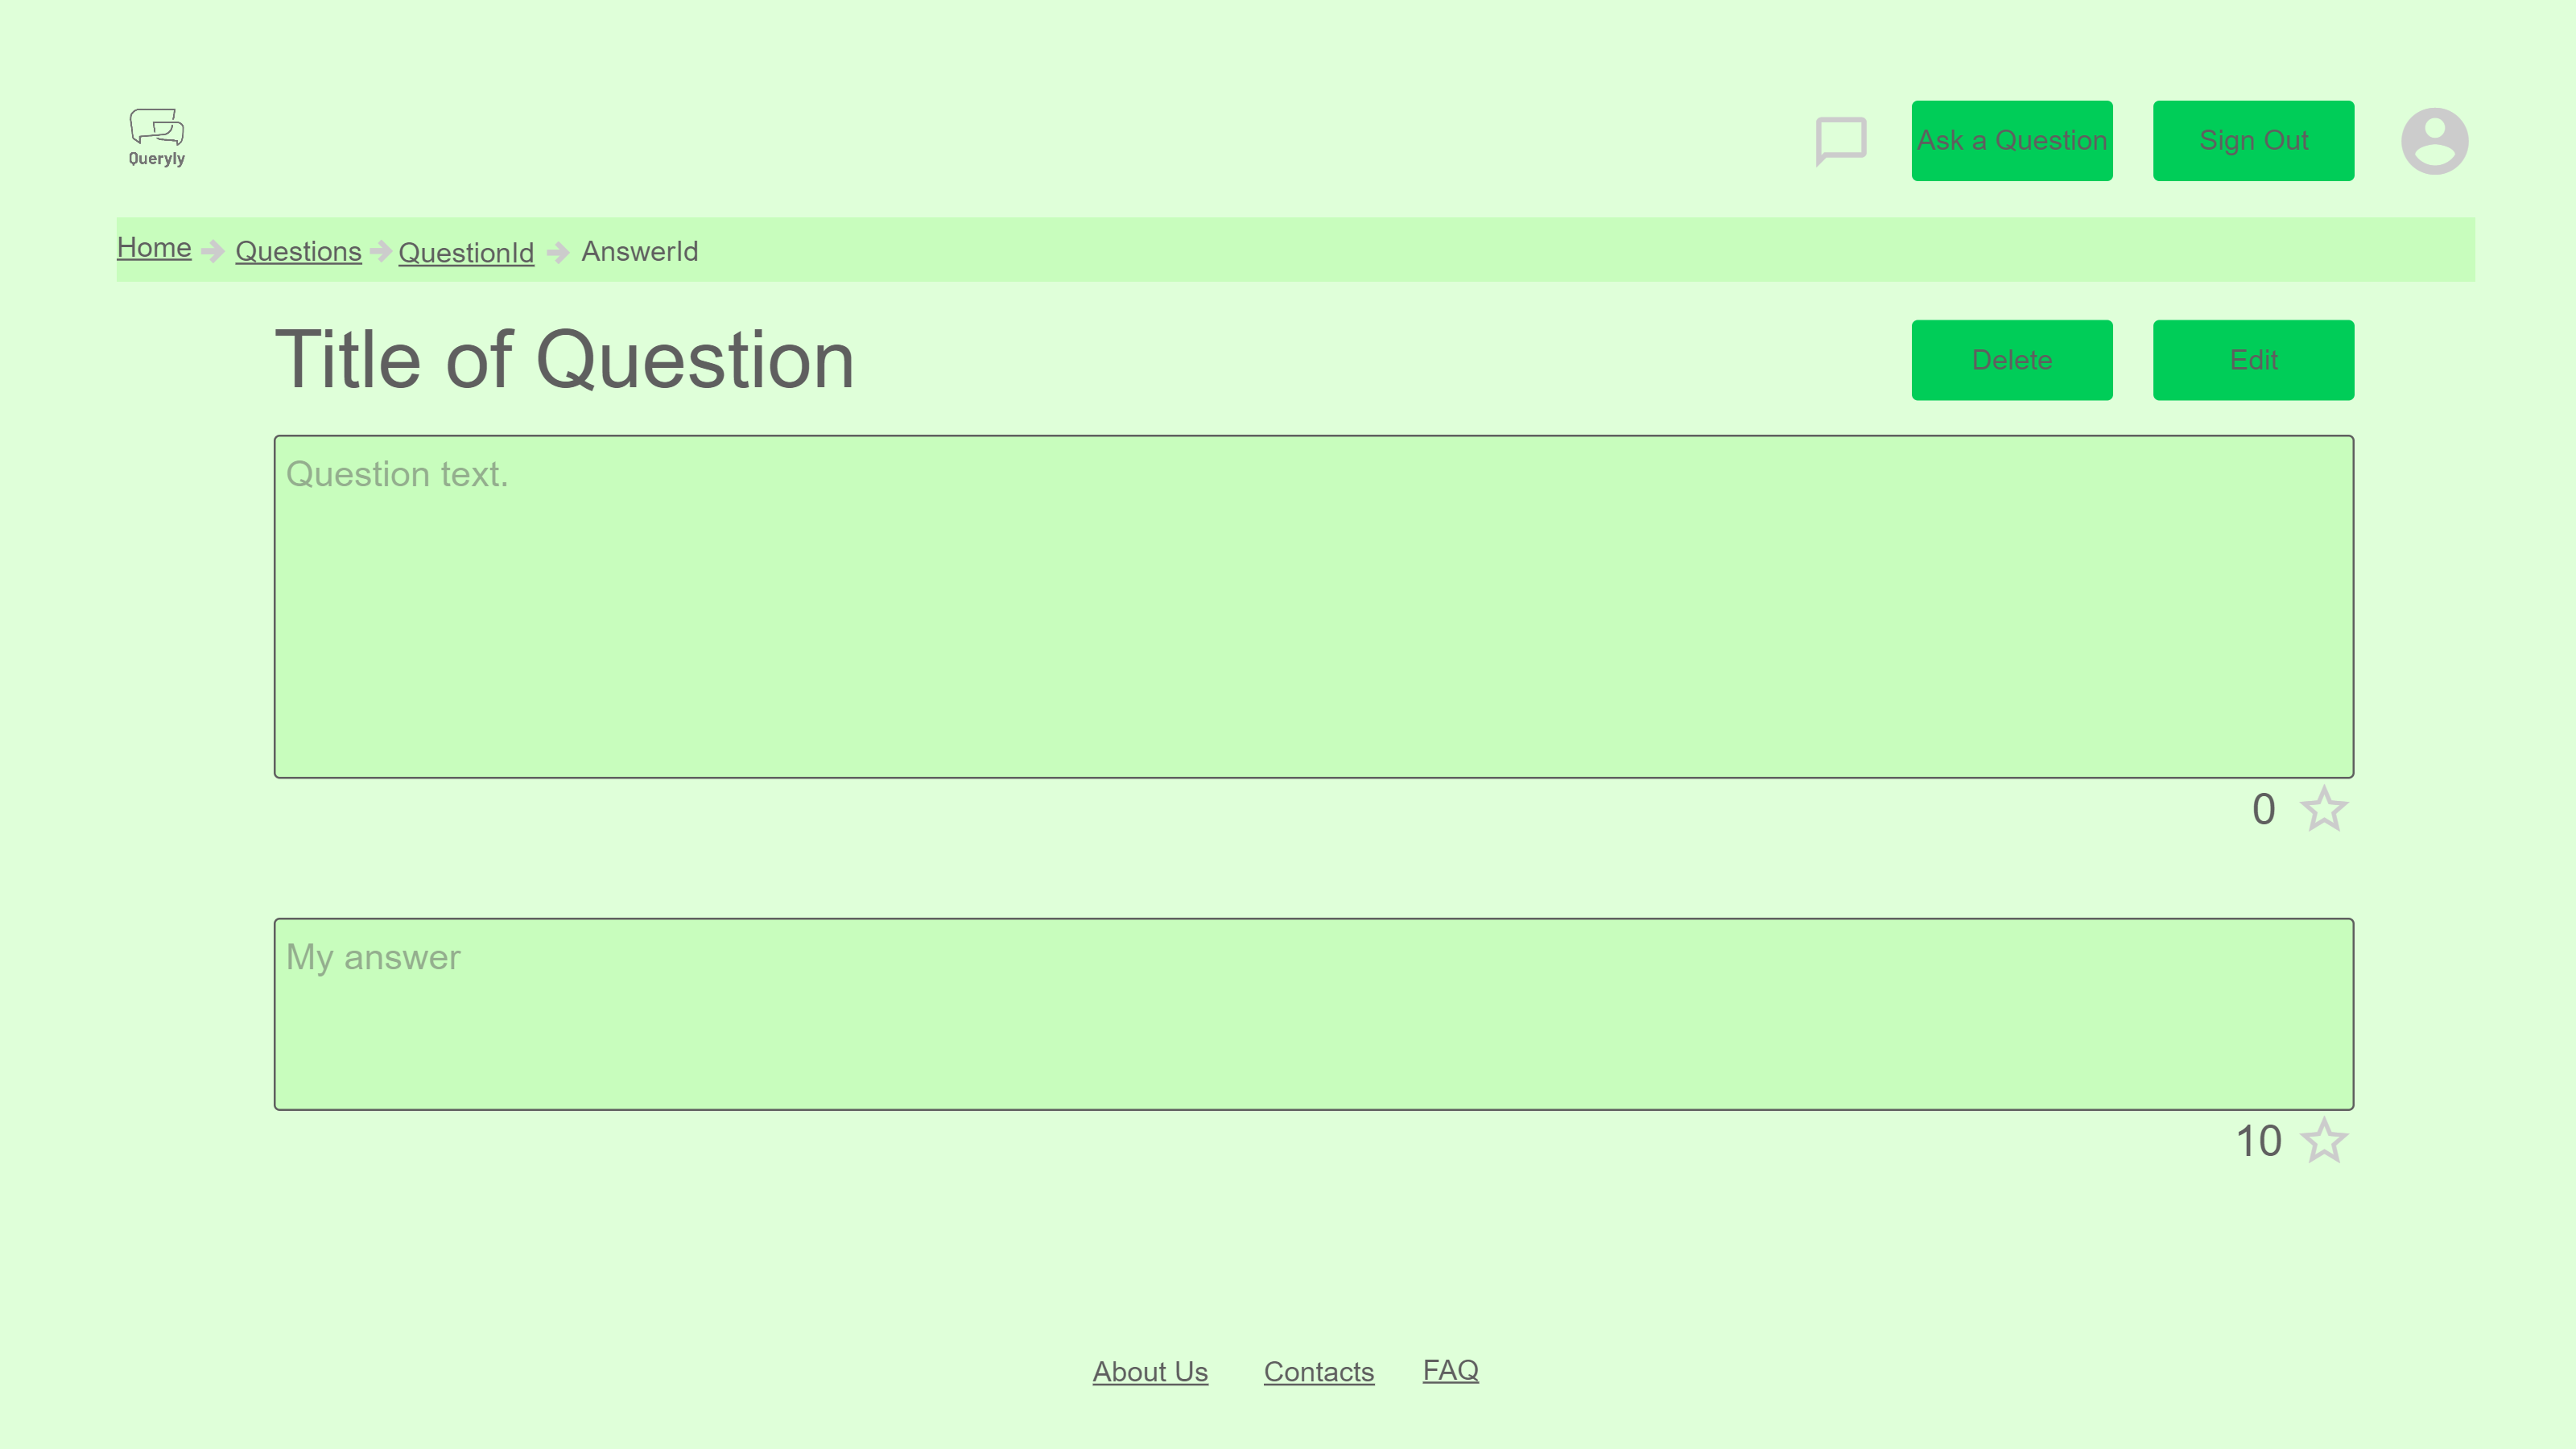 Queryly
Ask a Question
Sign Out
Home Questions QuestionId AnswerId
Title of Question
Delete
Edit
Question text.
0
My answer
10
About Us Contacts FAQ